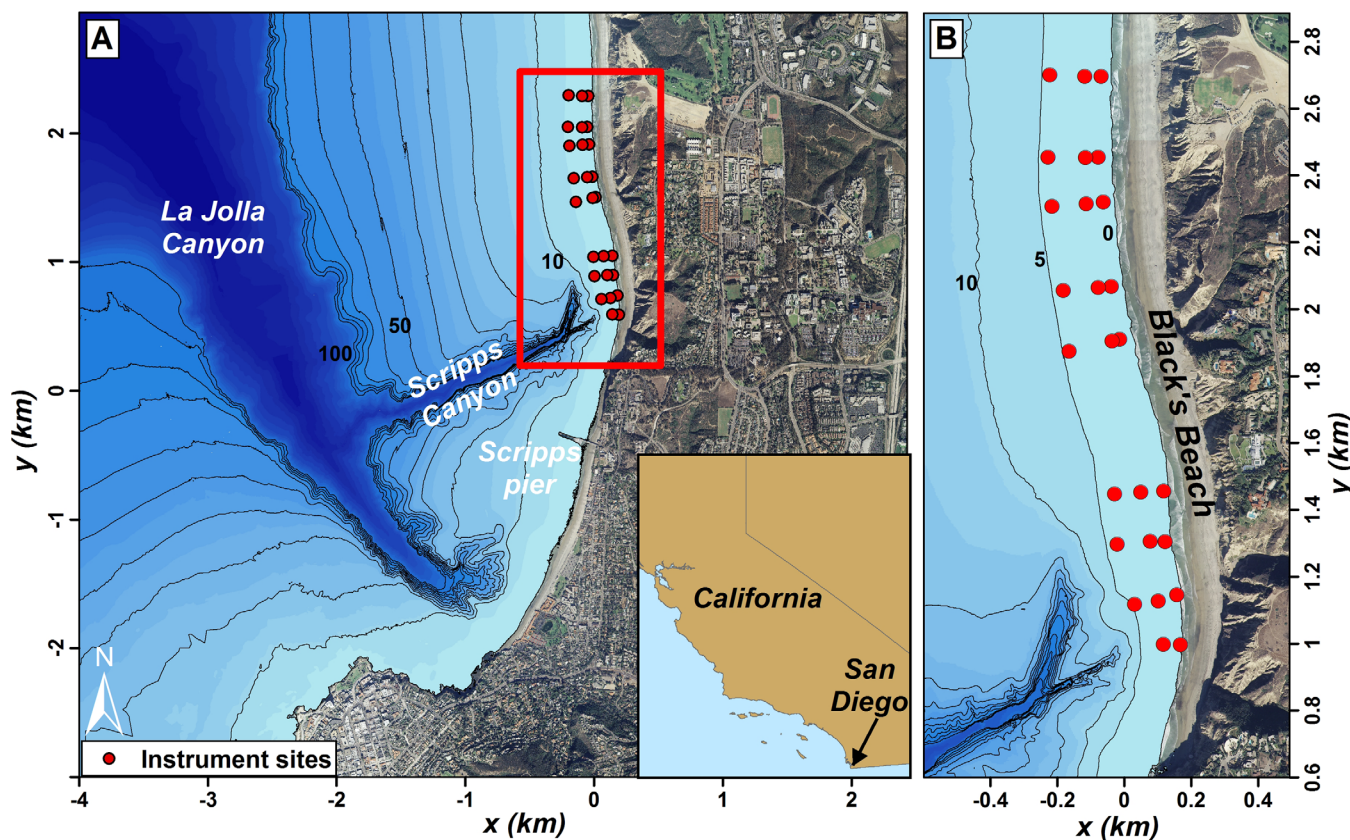 A
2
1
0
-1
-2
y (km)
-4
-3
-2
-1
0
1
2
x (km)
La Jolla
Canyon
10
50
100
Scripps
Canyon
Scripps
pier
N
Instrument sites
California
San
Diego
B
10
5
0
Black's Beach
2.8
2.6
2.4
2.2
2.0
1.8
1.6
1.4
1.2
1
0.8
0.6
y (km)
-0.4
-0.2
0
0.2
0.4
x (km)